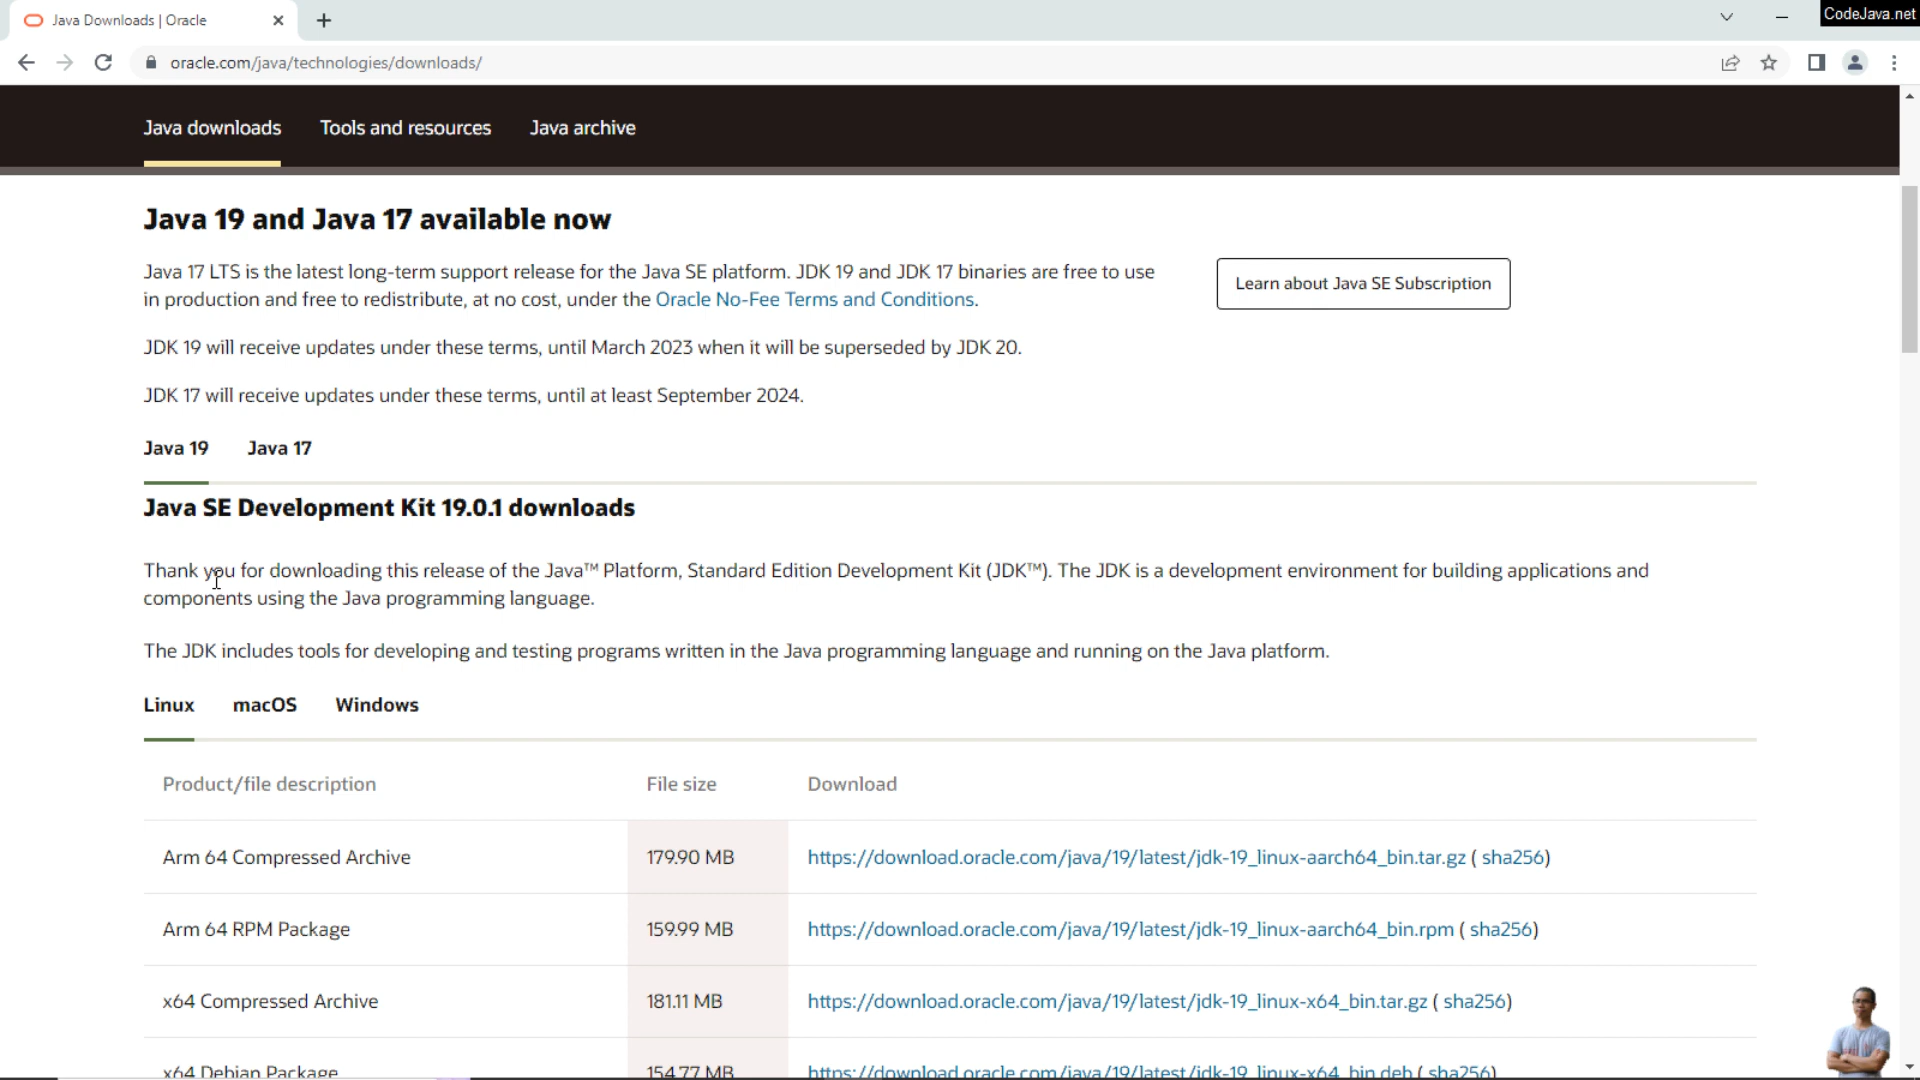 Java Downloads | Oracle
CodeJava.net
oracle.com/java/technologies/downloads/
Java downloads Tools and resources Java archive
Java 19 and Java 17 available now
Java 17 LTS is the latest long-term support release for the Java SE platform. JDK 19 and JDK 17 binaries are free to use
in production and free to redistribute, at no cost, under the Oracle No-Fee Terms and Conditions.
Learn about Java SE Subscription
JDK 19 will receive updates under these terms, until March 2023 when it will be superseded by JDK 20.
JDK 17 will receive updates under these terms, until at least September 2024.
Java 19 Java 17
Java SE Development Kit 19.0.1 downloads
Thank you for downloading this release of the Java™ Platform, Standard Edition Development Kit (JDK™). The JDK is a development environment for building applications and
components using the Java programming language.
The JDK includes tools for developing and testing programs written in the Java programming language and running on the Java platform.
Linux macOS Windows
Product/file description File size Download
Arm 64 Compressed Archive 179.90 MB https://download.oracle.com/java/19/latest/jdk-19_linux-aarch64_bin.tar.gz ( sha256)
Arm 64 RPM Package 159.99 MB https://download.oracle.com/java/19/latest/jdk-19_linux-aarch64_bin.rpm ( sha256)
x64 Compressed Archive 181.11 MB https://download.oracle.com/java/19/latest/jdk-19_linux-x64_bin.tar.gz ( sha256)
x64 Debian Package 154.77 MB https://download.oracle.com/java/19/latest/jdk-19_linux-x64_bin.deb ( sha256)